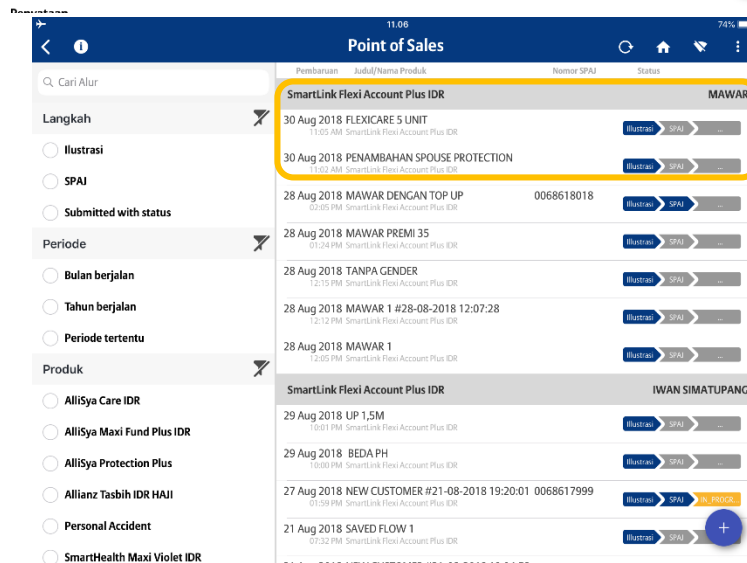 Penyataan
11.06
74%
Point of Sales
Cari Alur
Langkah
Ilustrasi
SPAJ
Submitted with status
Periode
Bulan berjalan
Tahun berjalan
Periode tertentu
Produk
AlliSya Care IDR
AlliSya Maxi Fund Plus IDR
AlliSya Protection Plus
Allianz Tasbih IDR HAJI
Personal Accident
SmartHealth Maxi Violet IDR
Pembaruan Judul/Nama Produk Nomor SPAJ Status
SmartLink Flexi Account Plus IDR MAWAR
30 Aug 2018 FLEXICARE 5 UNIT
11:05 AM SmartLink Flexi Account Plus IDR
Illustrasi SPAJ ...
30 Aug 2018 PENAMBAHAN SPOUSE PROTECTION
11:02 AM SmartLink Flexi Account Plus IDR
Illustrasi SPAJ ...
28 Aug 2018 MAWAR DENGAN TOP UP 0068618018
02:05 PM SmartLink Flexi Account Plus IDR
Illustrasi SPAJ ...
28 Aug 2018 MAWAR PREMI 35
01:24 PM SmartLink Flexi Account Plus IDR
Illustrasi SPAJ ...
28 Aug 2018 TANPA GENDER
12:15 PM SmartLink Flexi Account Plus IDR
Illustrasi SPAJ ...
28 Aug 2018 MAWAR 1 #28-08-2018 12:07:28
12:12 PM SmartLink Flexi Account Plus IDR
Illustrasi SPAJ ...
28 Aug 2018 MAWAR 1
12:05 PM SmartLink Flexi Account Plus IDR
Illustrasi SPAJ ...
SmartLink Flexi Account Plus IDR IWAN SIMATUPANG
29 Aug 2018 UP 1,5M
10:01 PM SmartLink Flexi Account Plus IDR
Illustrasi SPAJ ...
29 Aug 2018 BEDA PH
10:00 PM SmartLink Flexi Account Plus IDR
Illustrasi SPAJ ...
27 Aug 2018 NEW CUSTOMER #21-08-2018 19:20:01 0068617999
01:59 PM SmartLink Flexi Account Plus IDR
Illustrasi SPAJ IN_PROGR...
21 Aug 2018 SAVED FLOW 1
07:32 PM SmartLink Flexi Account Plus IDR
Illustrasi SPAJ